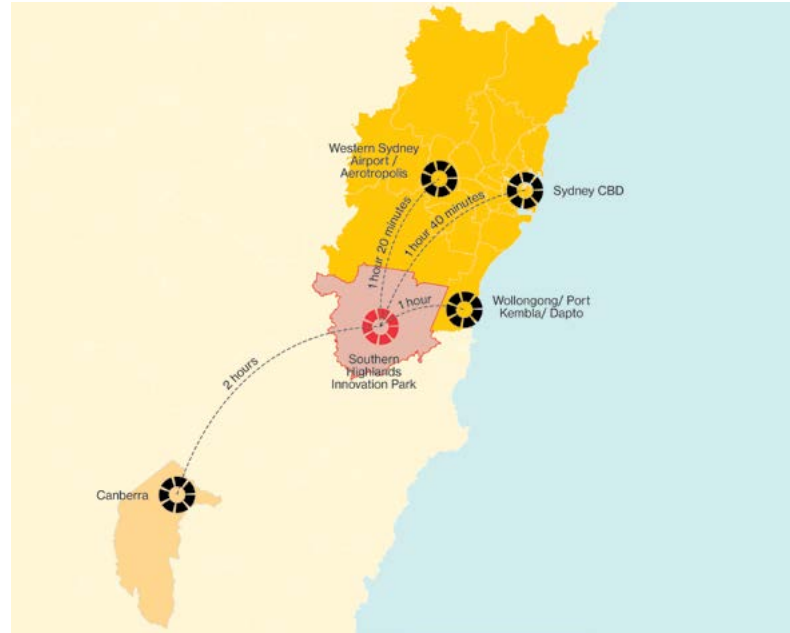 Western Sydney
Airport /
Aerotropolis
Sydney CBD
1 hour 20 minutes
1 hour 40 minutes
1 hour
Wollongong/ Port
Kembla/ Dapto
Southern
Highlands
Innovation Park
2 hours
Canberra